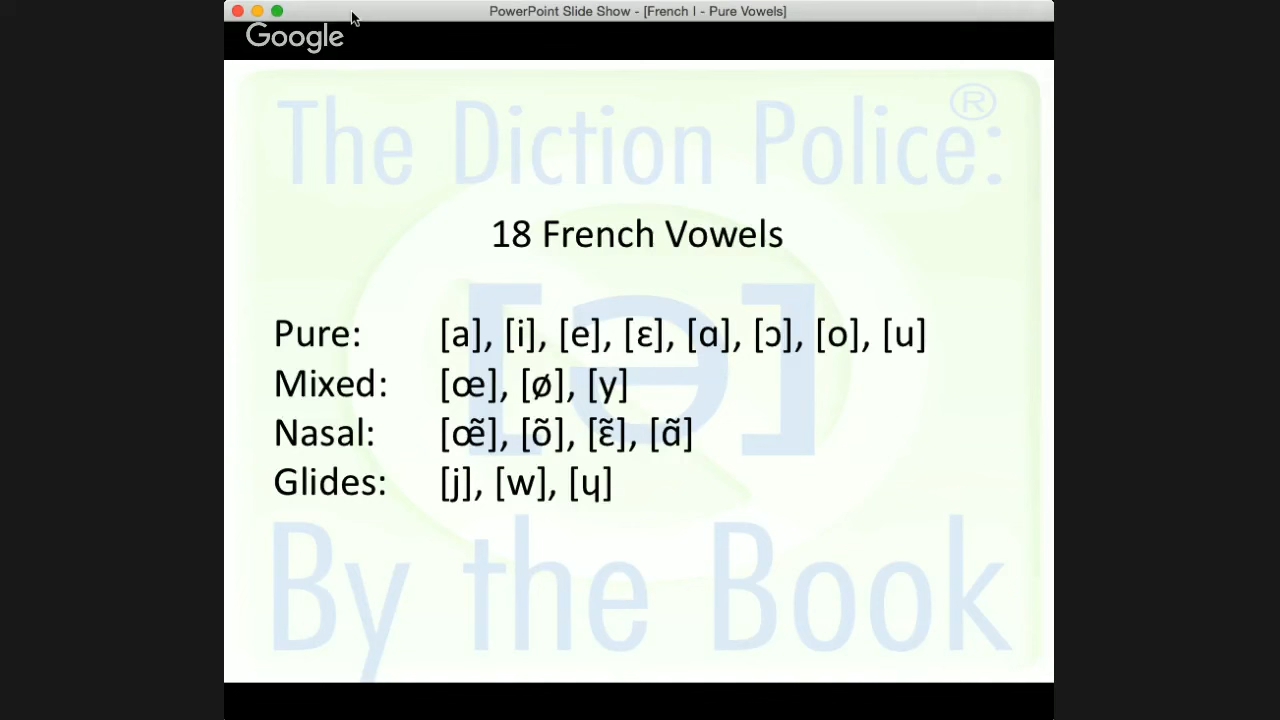 PowerPoint Slide Show - [French I - Pure Vowels]
Google
The Diction Police®:
18 French Vowels
[ə]
Pure: [a], [i], [e], [ɛ], [ɑ], [ɔ], [o], [u]
Mixed: [œ], [ø], [y]
Nasal: [œ̃], [õ], [ɛ̃], [ɑ̃]
Glides: [j], [w], [ɥ]
By the Book